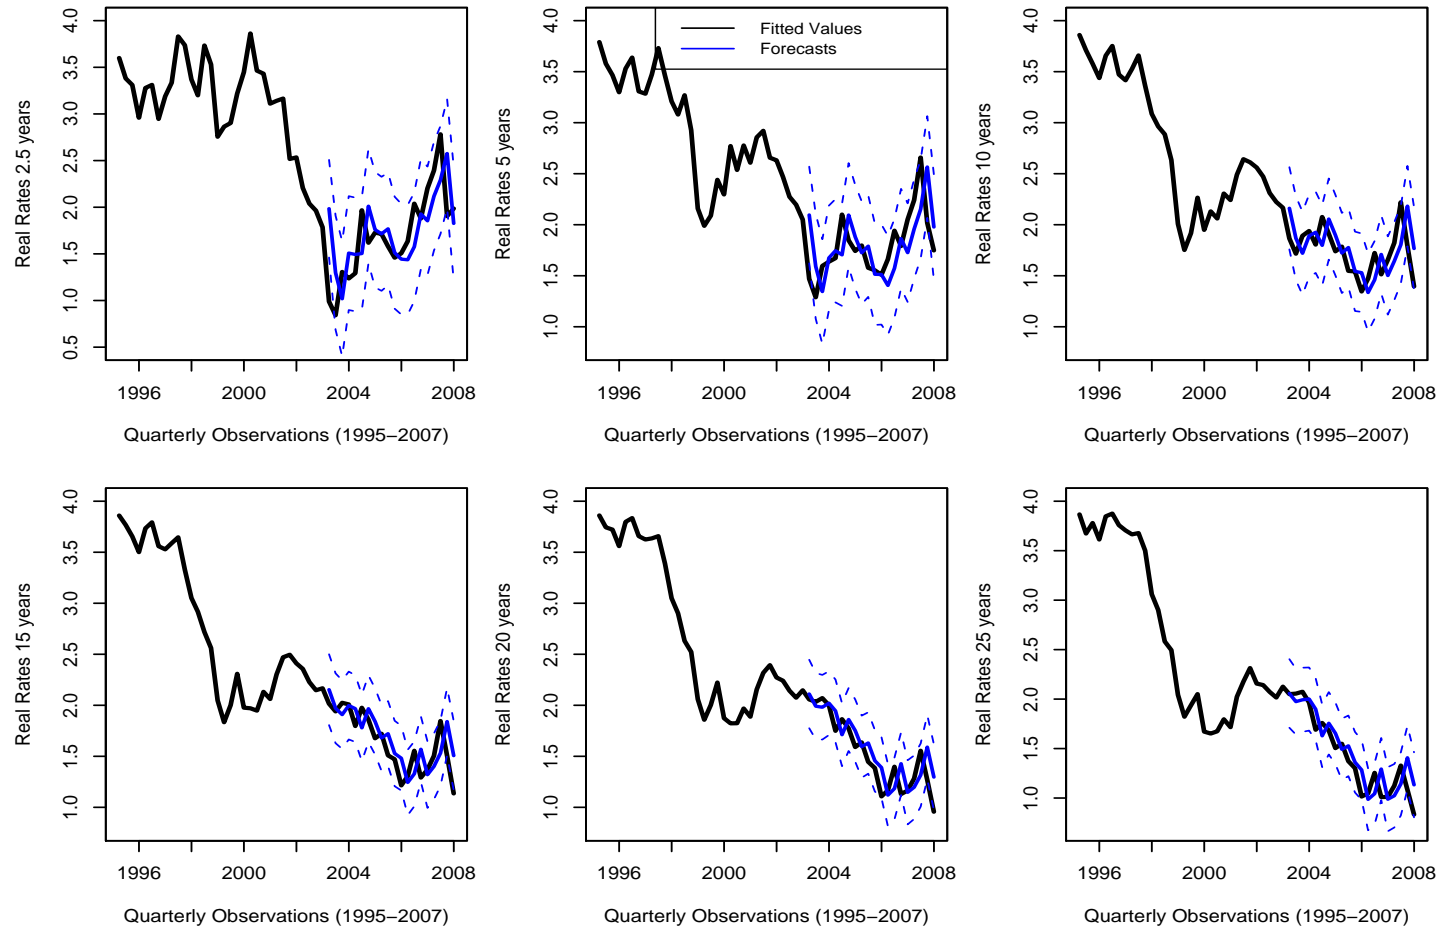 Real Rates 2.5 years
4.0
3.5
3.0
2.5
2.0
1.5
1.0
0.5
1996 2000 2004 2008
Quarterly Observations (1995−2007)
Real Rates 5 years
4.0
3.5
3.0
2.5
2.0
1.5
1.0
Fitted Values
Forecasts
1996 2000 2004 2008
Quarterly Observations (1995−2007)
Real Rates 10 years
4.0
3.5
3.0
2.5
2.0
1.5
1.0
1996 2000 2004 2008
Quarterly Observations (1995−2007)
Real Rates 15 years
4.0
3.5
3.0
2.5
2.0
1.5
1.0
1996 2000 2004 2008
Quarterly Observations (1995−2007)
Real Rates 20 years
4.0
3.5
3.0
2.5
2.0
1.5
1.0
1996 2000 2004 2008
Quarterly Observations (1995−2007)
Real Rates 25 years
4.0
3.5
3.0
2.5
2.0
1.5
1.0
1996 2000 2004 2008
Quarterly Observations (1995−2007)